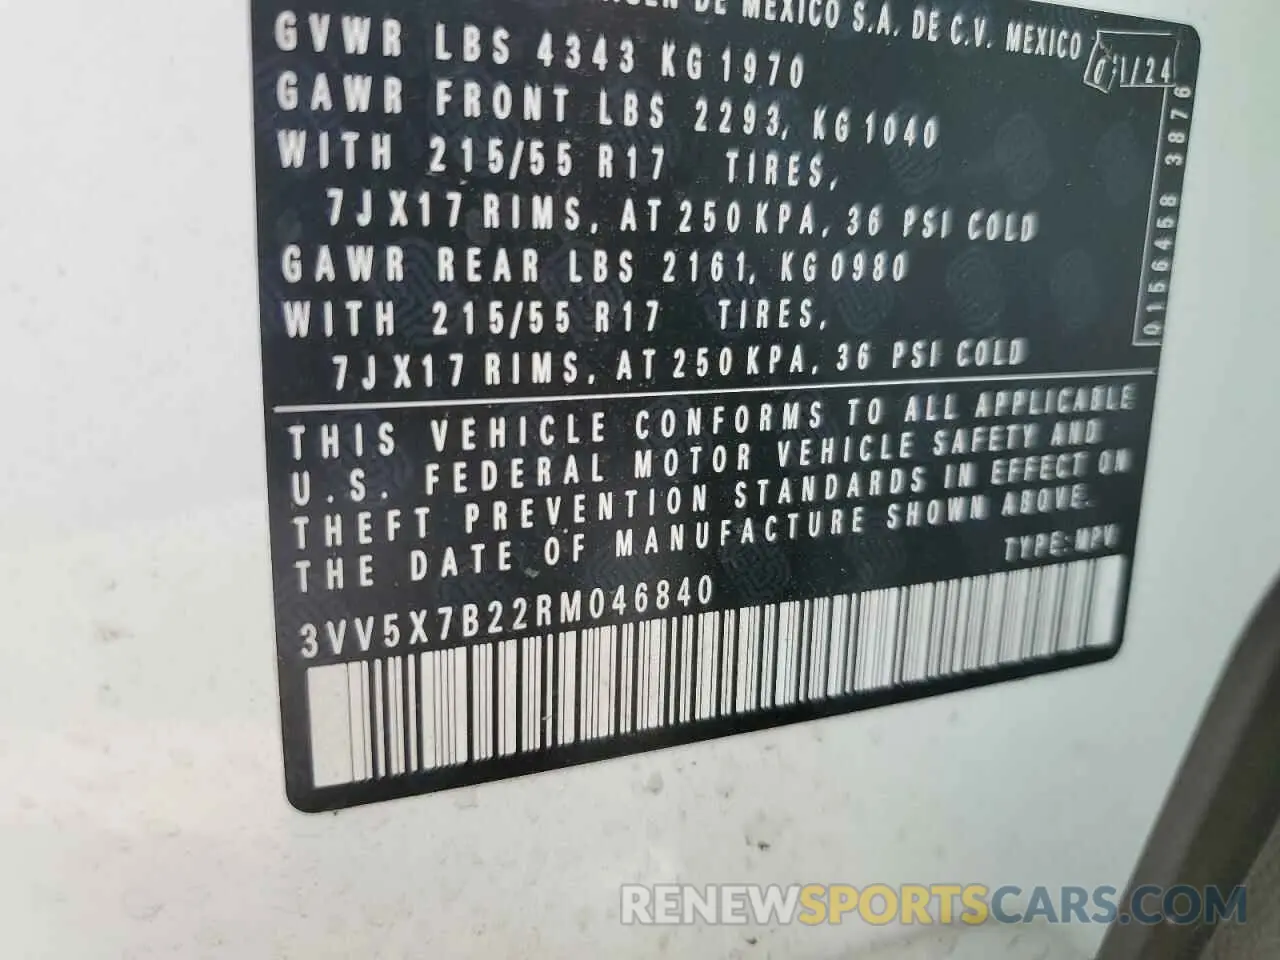 DE MEXICO S.A. DE C.V. MEXICO
01/24
GVWR LBS 4343 KG 1970
GAWR FRONT LBS 2293, KG 1040
WITH 215/55 R17 TIRES,
7J X17 RIMS, AT 250 KPA, 36 PSI COLD
GAWR REAR LBS 2161, KG 0980
WITH 215/55 R17 TIRES,
7J X17 RIMS, AT 250 KPA, 36 PSI COLD
0156458 3876
THIS VEHICLE CONFORMS TO ALL APPLICABLE
U.S. FEDERAL MOTOR VEHICLE SAFETY AND
THEFT PREVENTION STANDARDS IN EFFECT ON
THE DATE OF MANUFACTURE SHOWN ABOVE.
TYPE: MPV
3VV5X7B22RM046840
RENEWSPORTSCARS.COM